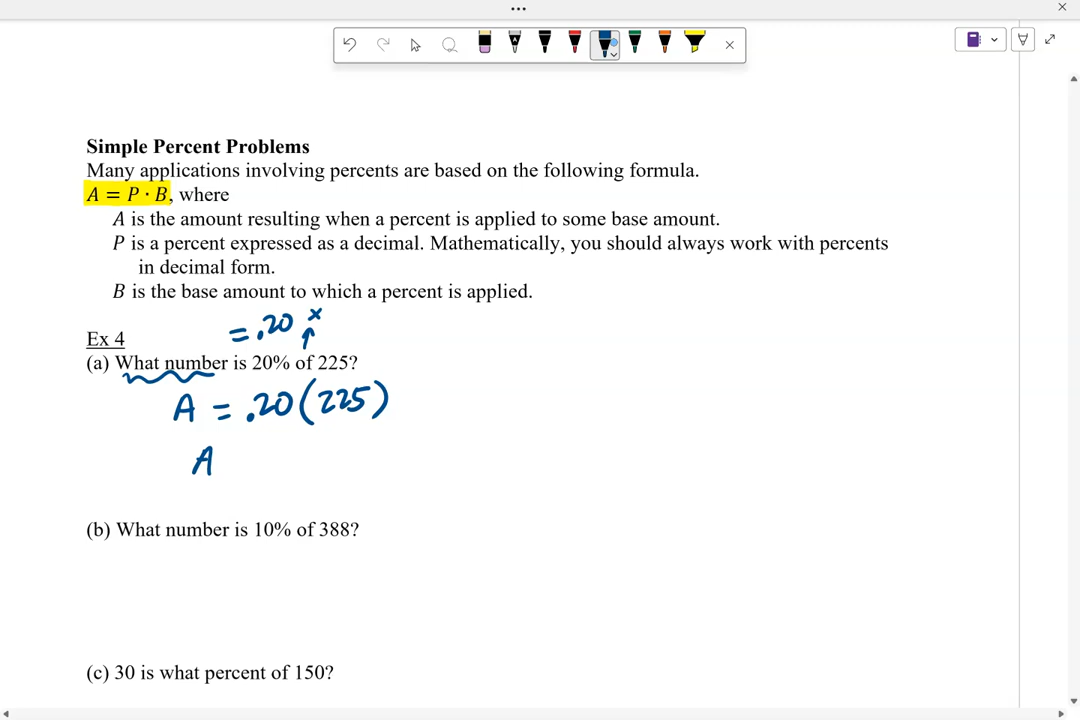 Simple Percent Problems
Many applications involving percents are based on the following formula.
A = P · B, where
A is the amount resulting when a percent is applied to some base amount.
P is a percent expressed as a decimal. Mathematically, you should always work with percents
in decimal form.
B is the base amount to which a percent is applied.
= .20 × ↑
Ex 4
(a) What number is 20% of 225?
A = .20(225)
A
(b) What number is 10% of 388?
(c) 30 is what percent of 150?